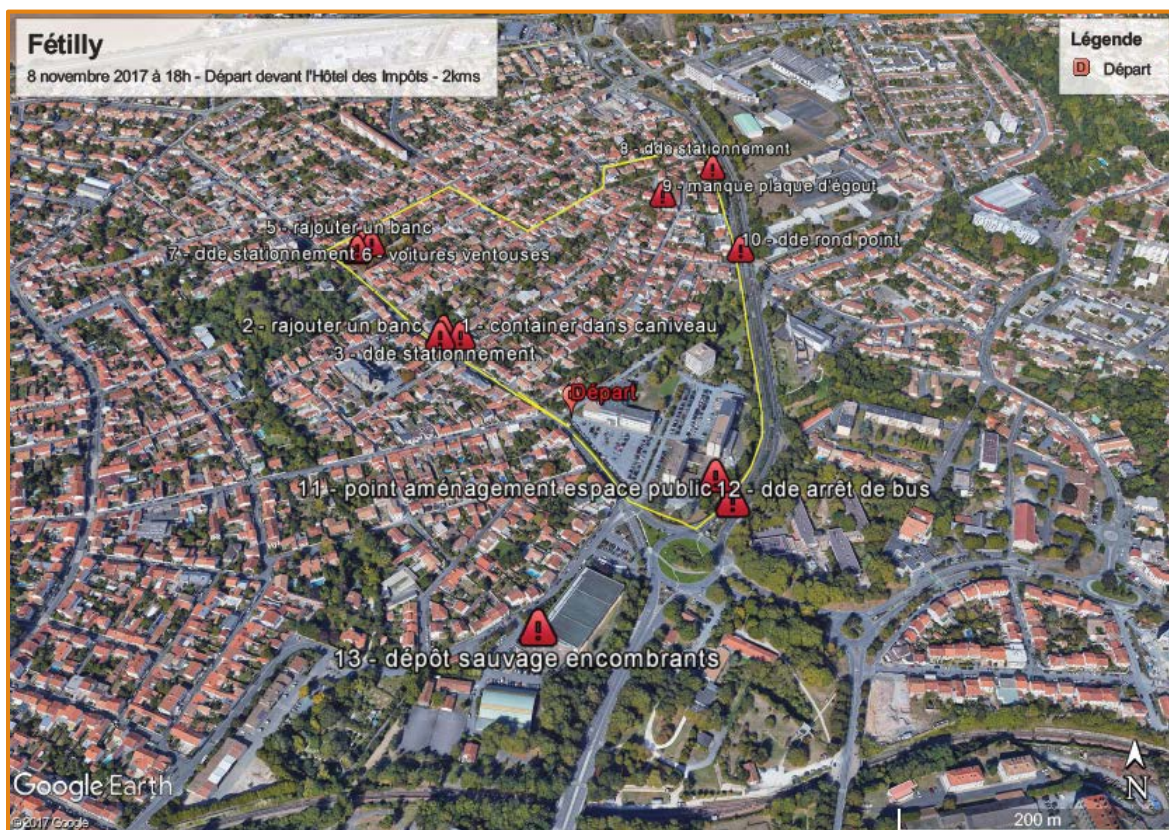 Fétilly
8 novembre 2017 à 18h - Départ devant l'Hôtel des Impôts - 2kms
Légende
D Départ
8 - dde stationnement
9 - manque plaque d'égout
5 - rajouter un banc
10 - dde rond point
7 - dde stationnement
6 - voitures ventouses
2 - rajouter un banc
1 - container dans caniveau
3 - dde stationnement
Départ
11 - point aménagement espace public
12 - dde arrêt de bus
13 - dépôt sauvage encombrants
Google Earth
© 2017 Google
N
200 m